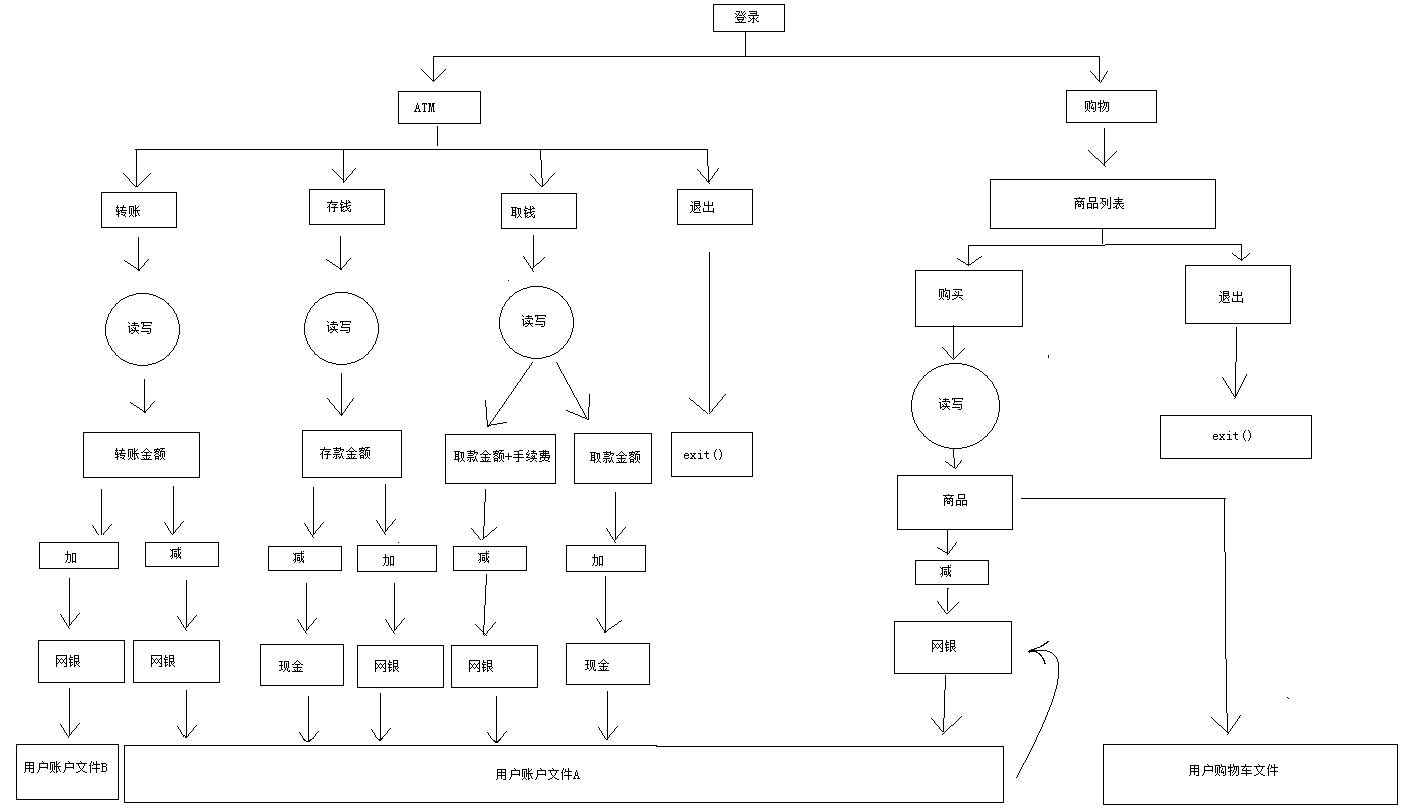 登录
ATM
购物
转账
存钱
取钱
退出
商品列表
购买
退出
读写
读写
读写
读写
exit()
转账金额
存款金额
取款金额+手续费
取款金额
exit()
商品
加
减
减
加
减
加
减
网银
网银
现金
网银
网银
现金
网银
用户账户文件B
用户账户文件A
用户购物车文件